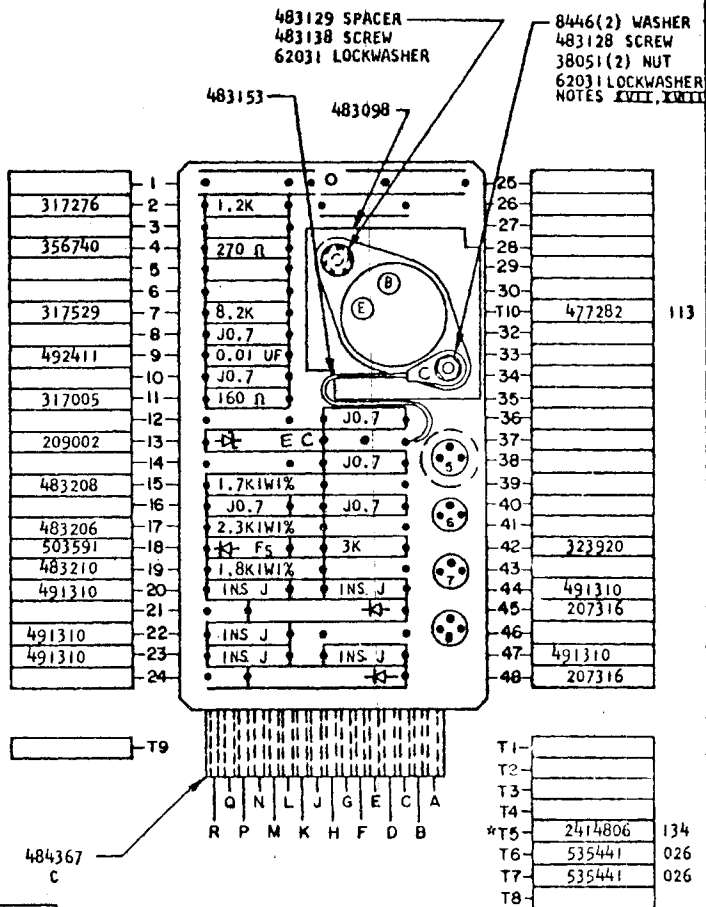 483129 SPACER
483138 SCREW
62031 LOCKWASHER
8446(2) WASHER
483128 SCREW
38051(2) NUT
62031 LOCKWASHER
NOTES XVII, XVIII
483153
483098
1 O 25
317276 2 1.2K 26
3 27
356740 4 270 Ω 28
5 29
6 B 30
317529 7 8.2K E T10 477282 113
8 J0.7 32
492411 9 0.01 UF 33
10 J0.7 C 34
317005 11 160 Ω 35
12 J0.7 36
209002 13 E C 37
14 J0.7 5 38
483208 15 1.7K1W1% 39
16 J0.7 J0.7 6 40
483206 17 2.3K1W1% 41
503591 18 FS 3K 42 323920
483210 19 1.8K1W1% 7 43
491310 20 INS J INS J 44 491310
21 45 207316
491310 22 INS J 8 46
491310 23 INS J INS J 47 491310
24 48 207316
T9
Q N L J G E C A
R P M K H F D B
484367
C
T1
T2
T3
T4
*T5 2414806 134
T6 535441 026
T7 535441 026
T8